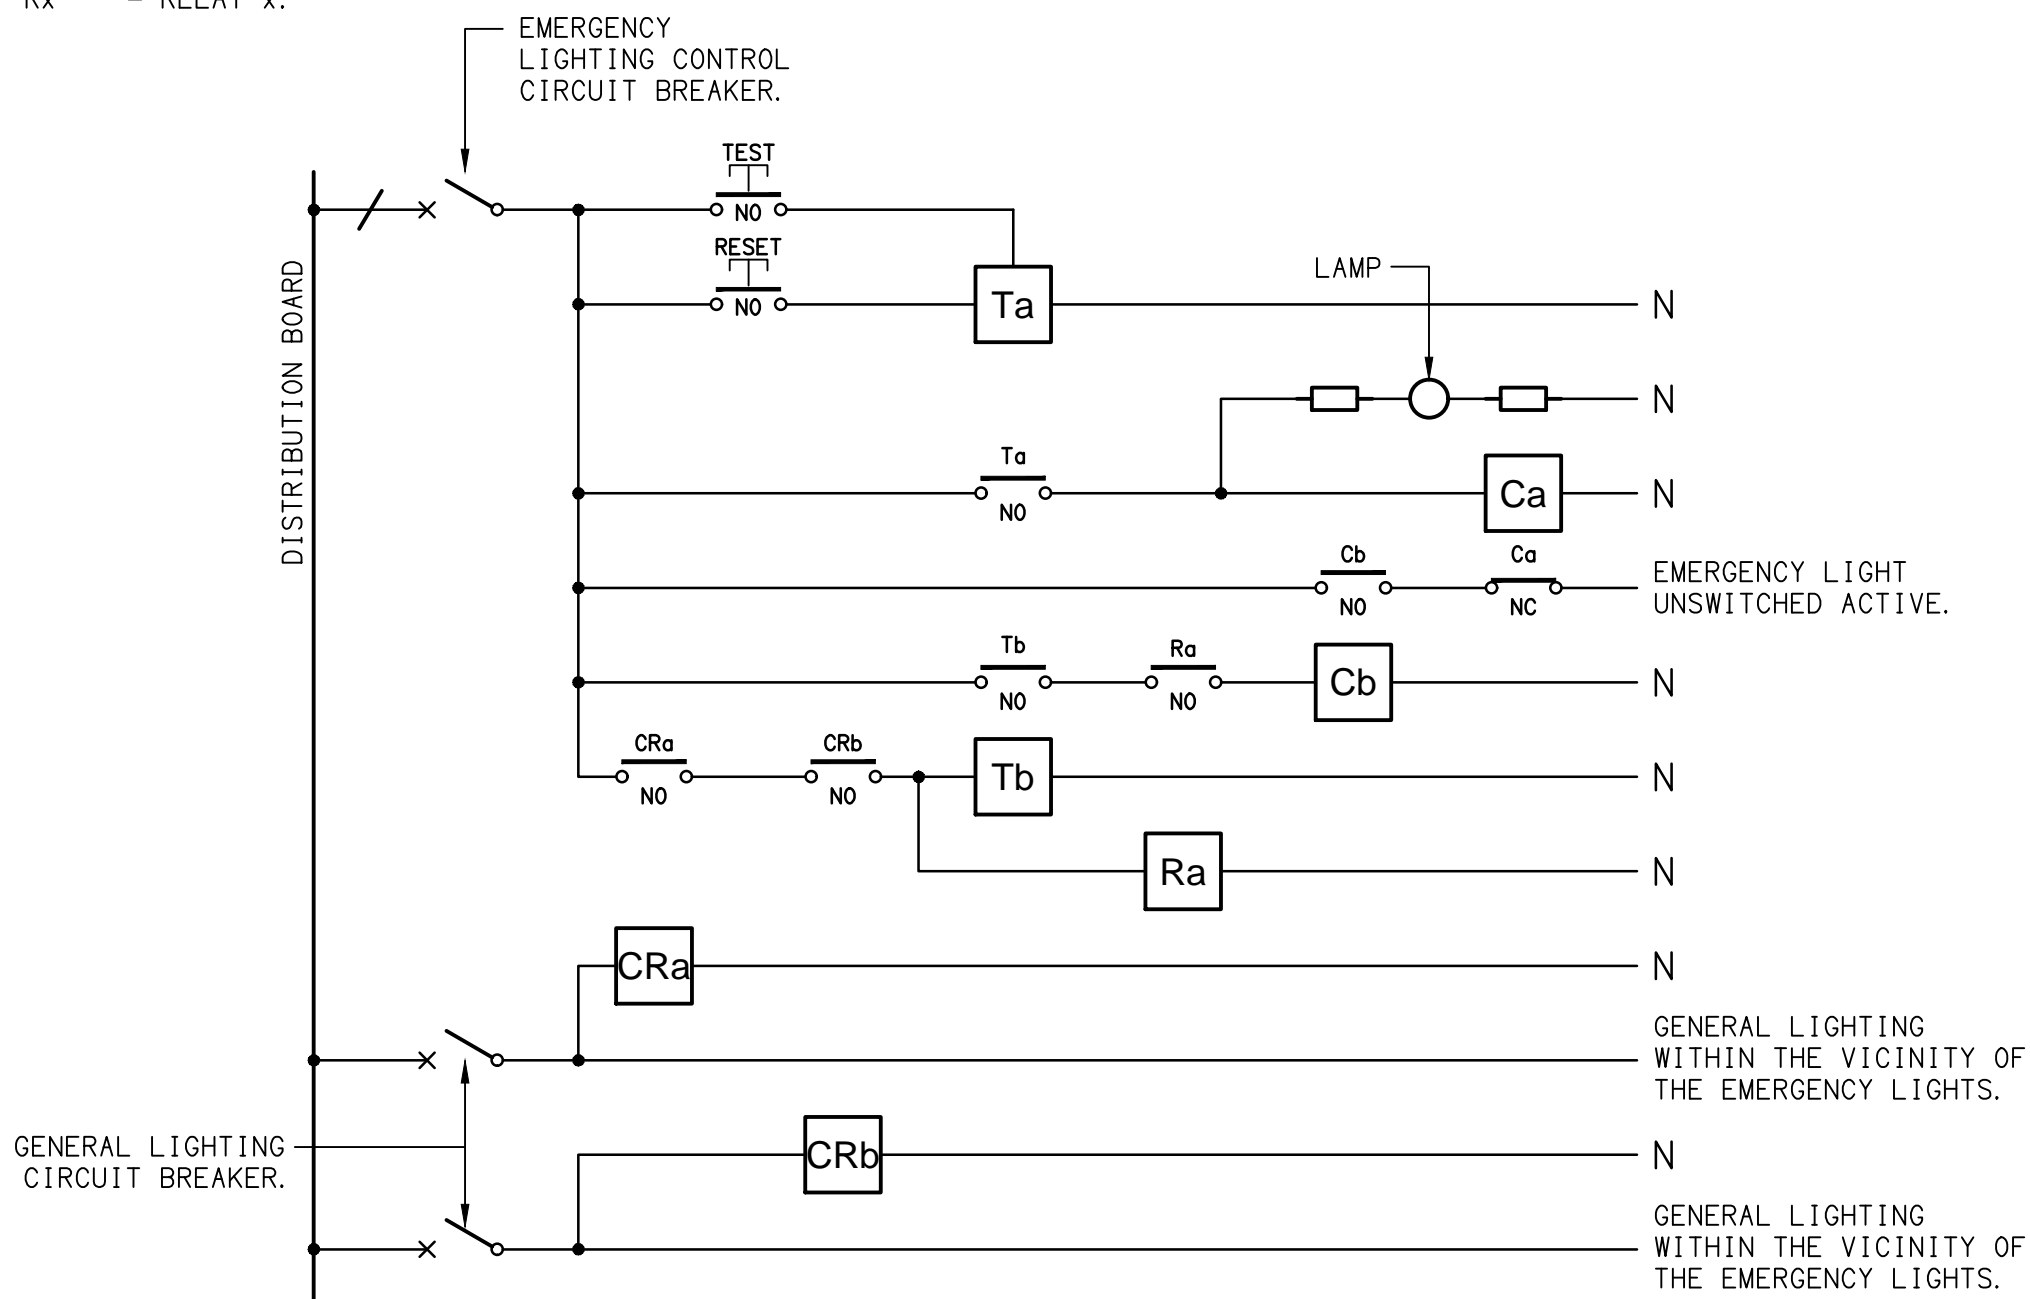 Rx - RELAY x.
EMERGENCY
LIGHTING CONTROL
CIRCUIT BREAKER.
TEST
NO
RESET
NO
DISTRIBUTION BOARD
Ta
N
LAMP
N
Ta
NO
Ca
N
Cb
NO
Ca
NC
EMERGENCY LIGHT
UNSWITCHED ACTIVE.
Tb
NO
Ra
NO
Cb
N
CRa
NO
CRb
NO
Tb
N
Ra
N
CRa
N
GENERAL LIGHTING
WITHIN THE VICINITY OF
THE EMERGENCY LIGHTS.
GENERAL LIGHTING
CIRCUIT BREAKER.
CRb
N
GENERAL LIGHTING
WITHIN THE VICINITY OF
THE EMERGENCY LIGHTS.